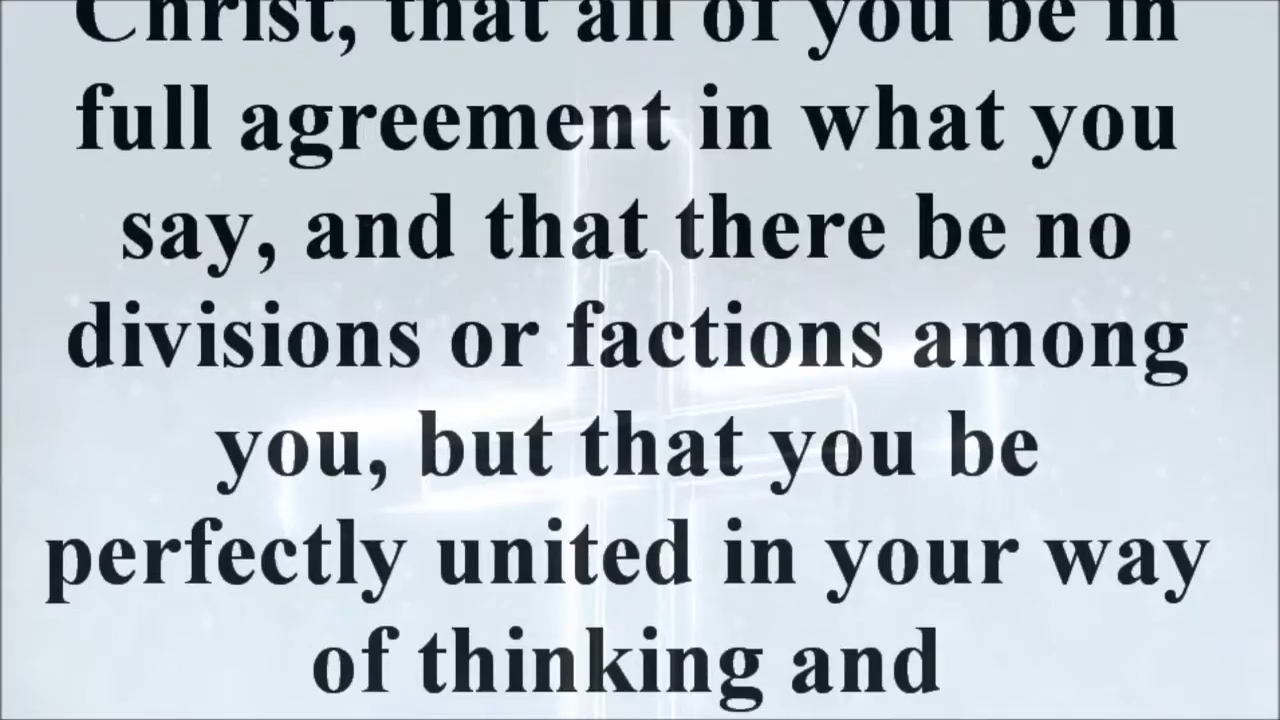 Christ, that all of you be in
full agreement in what you
say, and that there be no
divisions or factions among
you, but that you be
perfectly united in your way
of thinking and